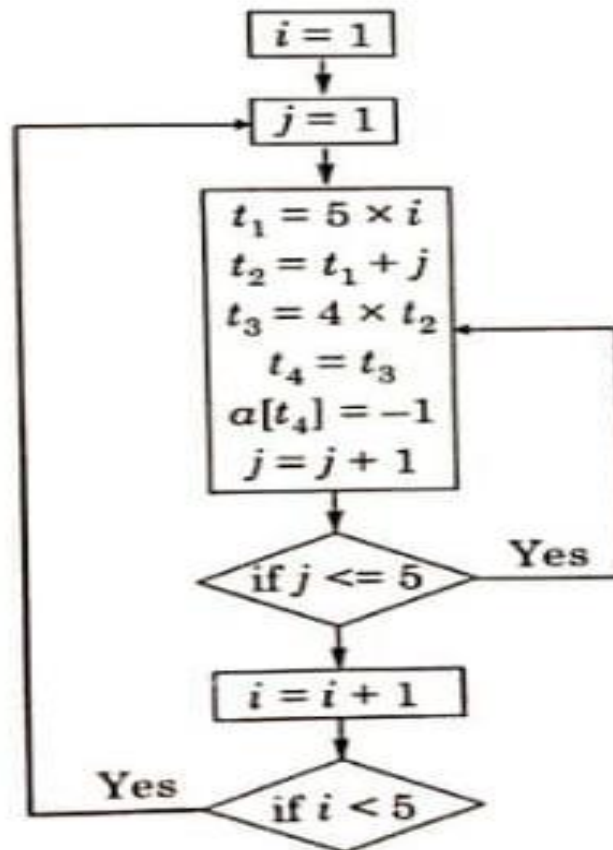 i = 1
j = 1
t₁ = 5 × i
t₂ = t₁ + j
t₃ = 4 × t₂
t₄ = t₃
a[t₄] = −1
j = j + 1
if j <= 5
Yes
i = i + 1
Yes
if i < 5